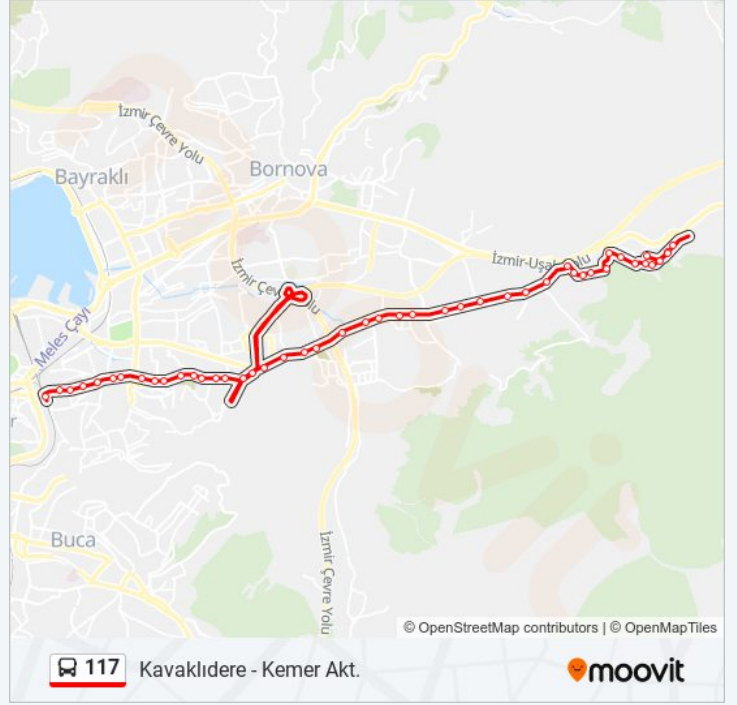 İzmir Çevre Yolu
Bornova
Bayraklı
İzmir-Uşak Yolu
İzmir Çevre Yolu
Meles Çayı
Buca
İzmir Çevre Yolu
© OpenStreetMap contributors | © OpenMapTiles
117 Kavaklıdere - Kemer Akt.
moovit